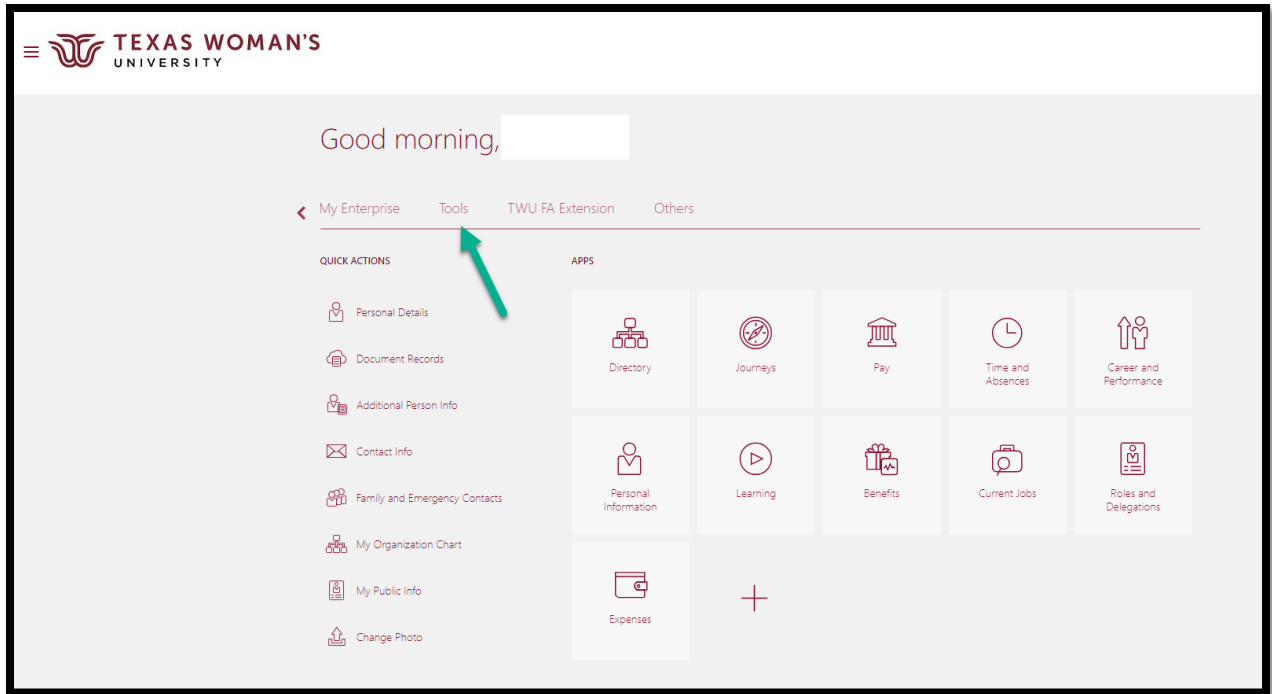 TEXAS WOMAN'S
UNIVERSITY
Good morning,
My Enterprise Tools TWU FA Extension Others
QUICK ACTIONS
Personal Details
Document Records
Additional Person Info
Contact Info
Family and Emergency Contacts
My Organization Chart
My Public Info
Change Photo
APPS
Directory
Journeys
Pay
Time and
Absences
Career and
Performance
Personal
Information
Learning
Benefits
Current Jobs
Roles and
Delegations
Expenses